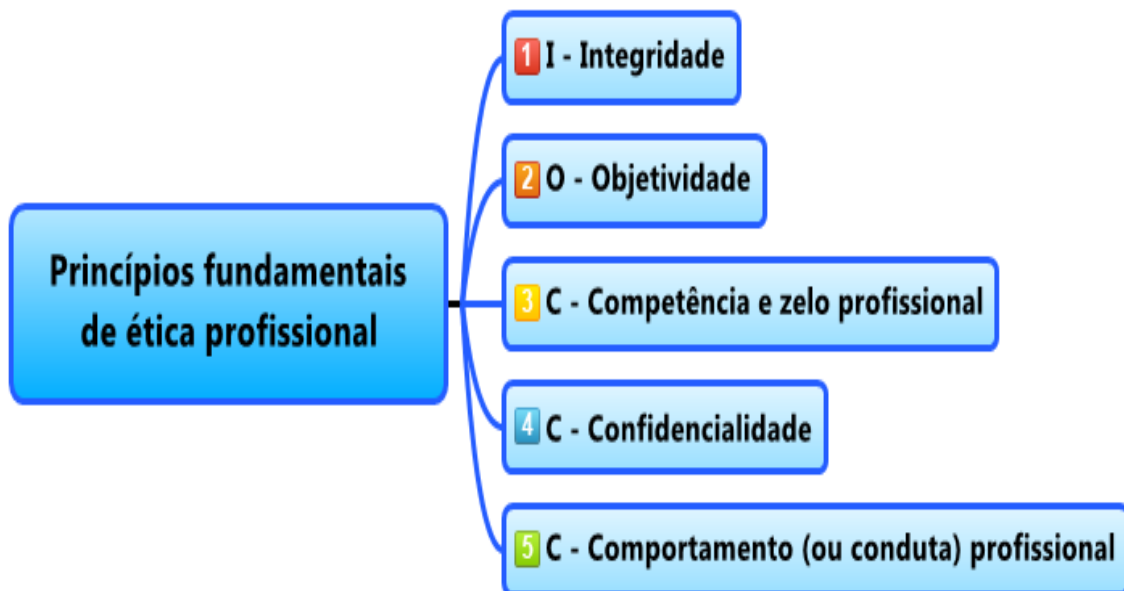 Princípios fundamentais
de ética profissional
1 I - Integridade
2 O - Objetividade
3 C - Competência e zelo profissional
4 C - Confidencialidade
5 C - Comportamento (ou conduta) profissional